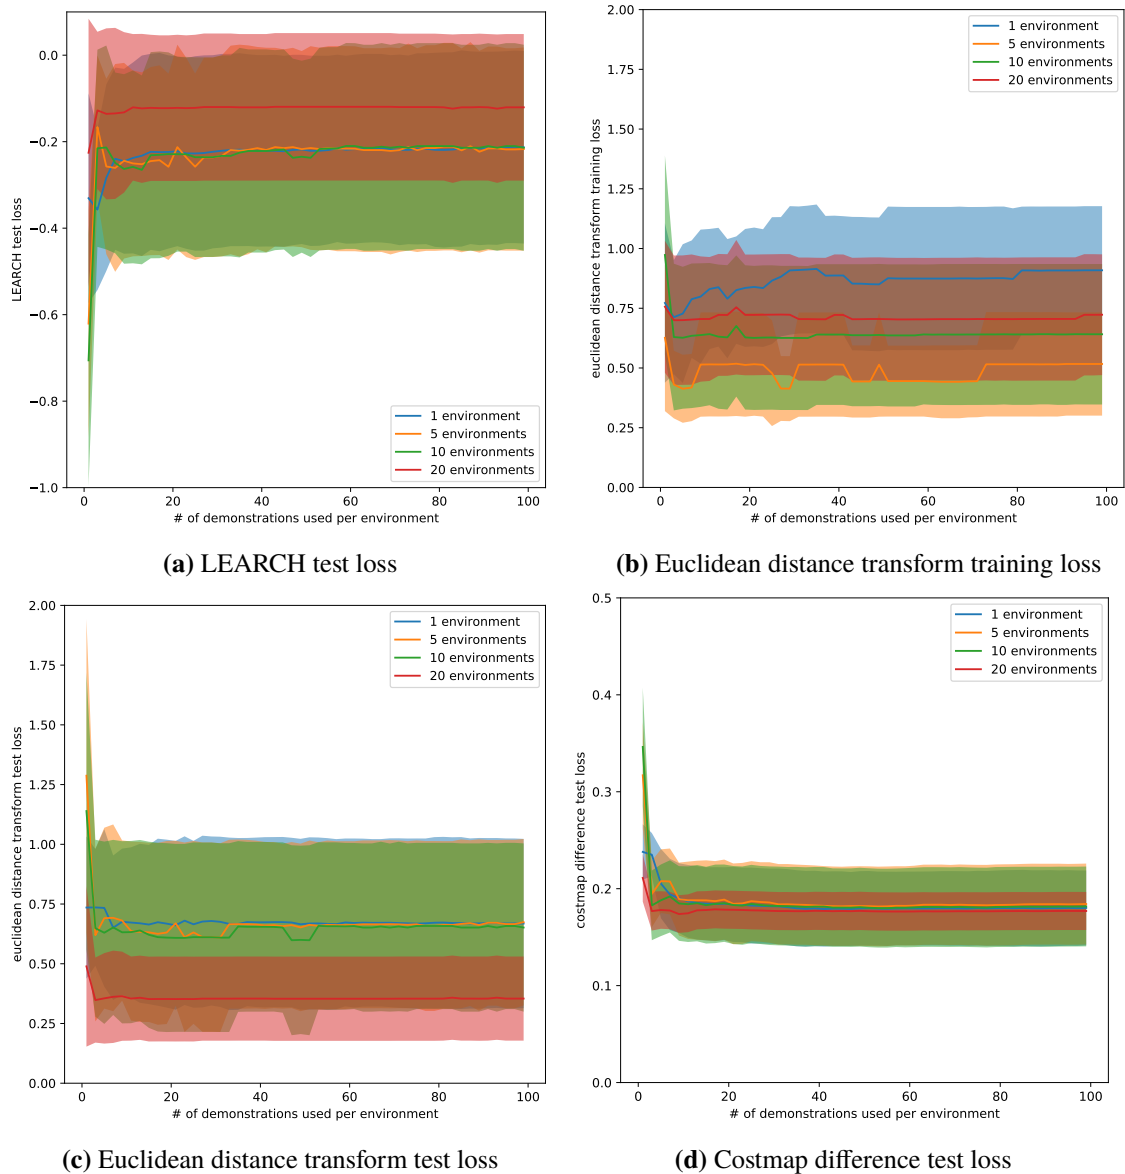 0.0
−0.2
−0.4
−0.6
−0.8
−1.0
LEARCH test loss
1 environment
5 environments
10 environments
20 environments
0 20 40 60 80 100
# of demonstrations used per environment
(a) LEARCH test loss
2.00
1.75
1.50
1.25
1.00
0.75
0.50
0.25
0.00
euclidean distance transform training loss
1 environment
5 environments
10 environments
20 environments
0 20 40 60 80 100
# of demonstrations used per environment
(b) Euclidean distance transform training loss
2.00
1.75
1.50
1.25
1.00
0.75
0.50
0.25
0.00
euclidean distance transform test loss
1 environment
5 environments
10 environments
20 environments
0 20 40 60 80 100
# of demonstrations used per environment
(c) Euclidean distance transform test loss
0.5
0.4
0.3
0.2
0.1
0.0
costmap difference test loss
1 environment
5 environments
10 environments
20 environments
0 20 40 60 80 100
# of demonstrations used per environment
(d) Costmap difference test loss